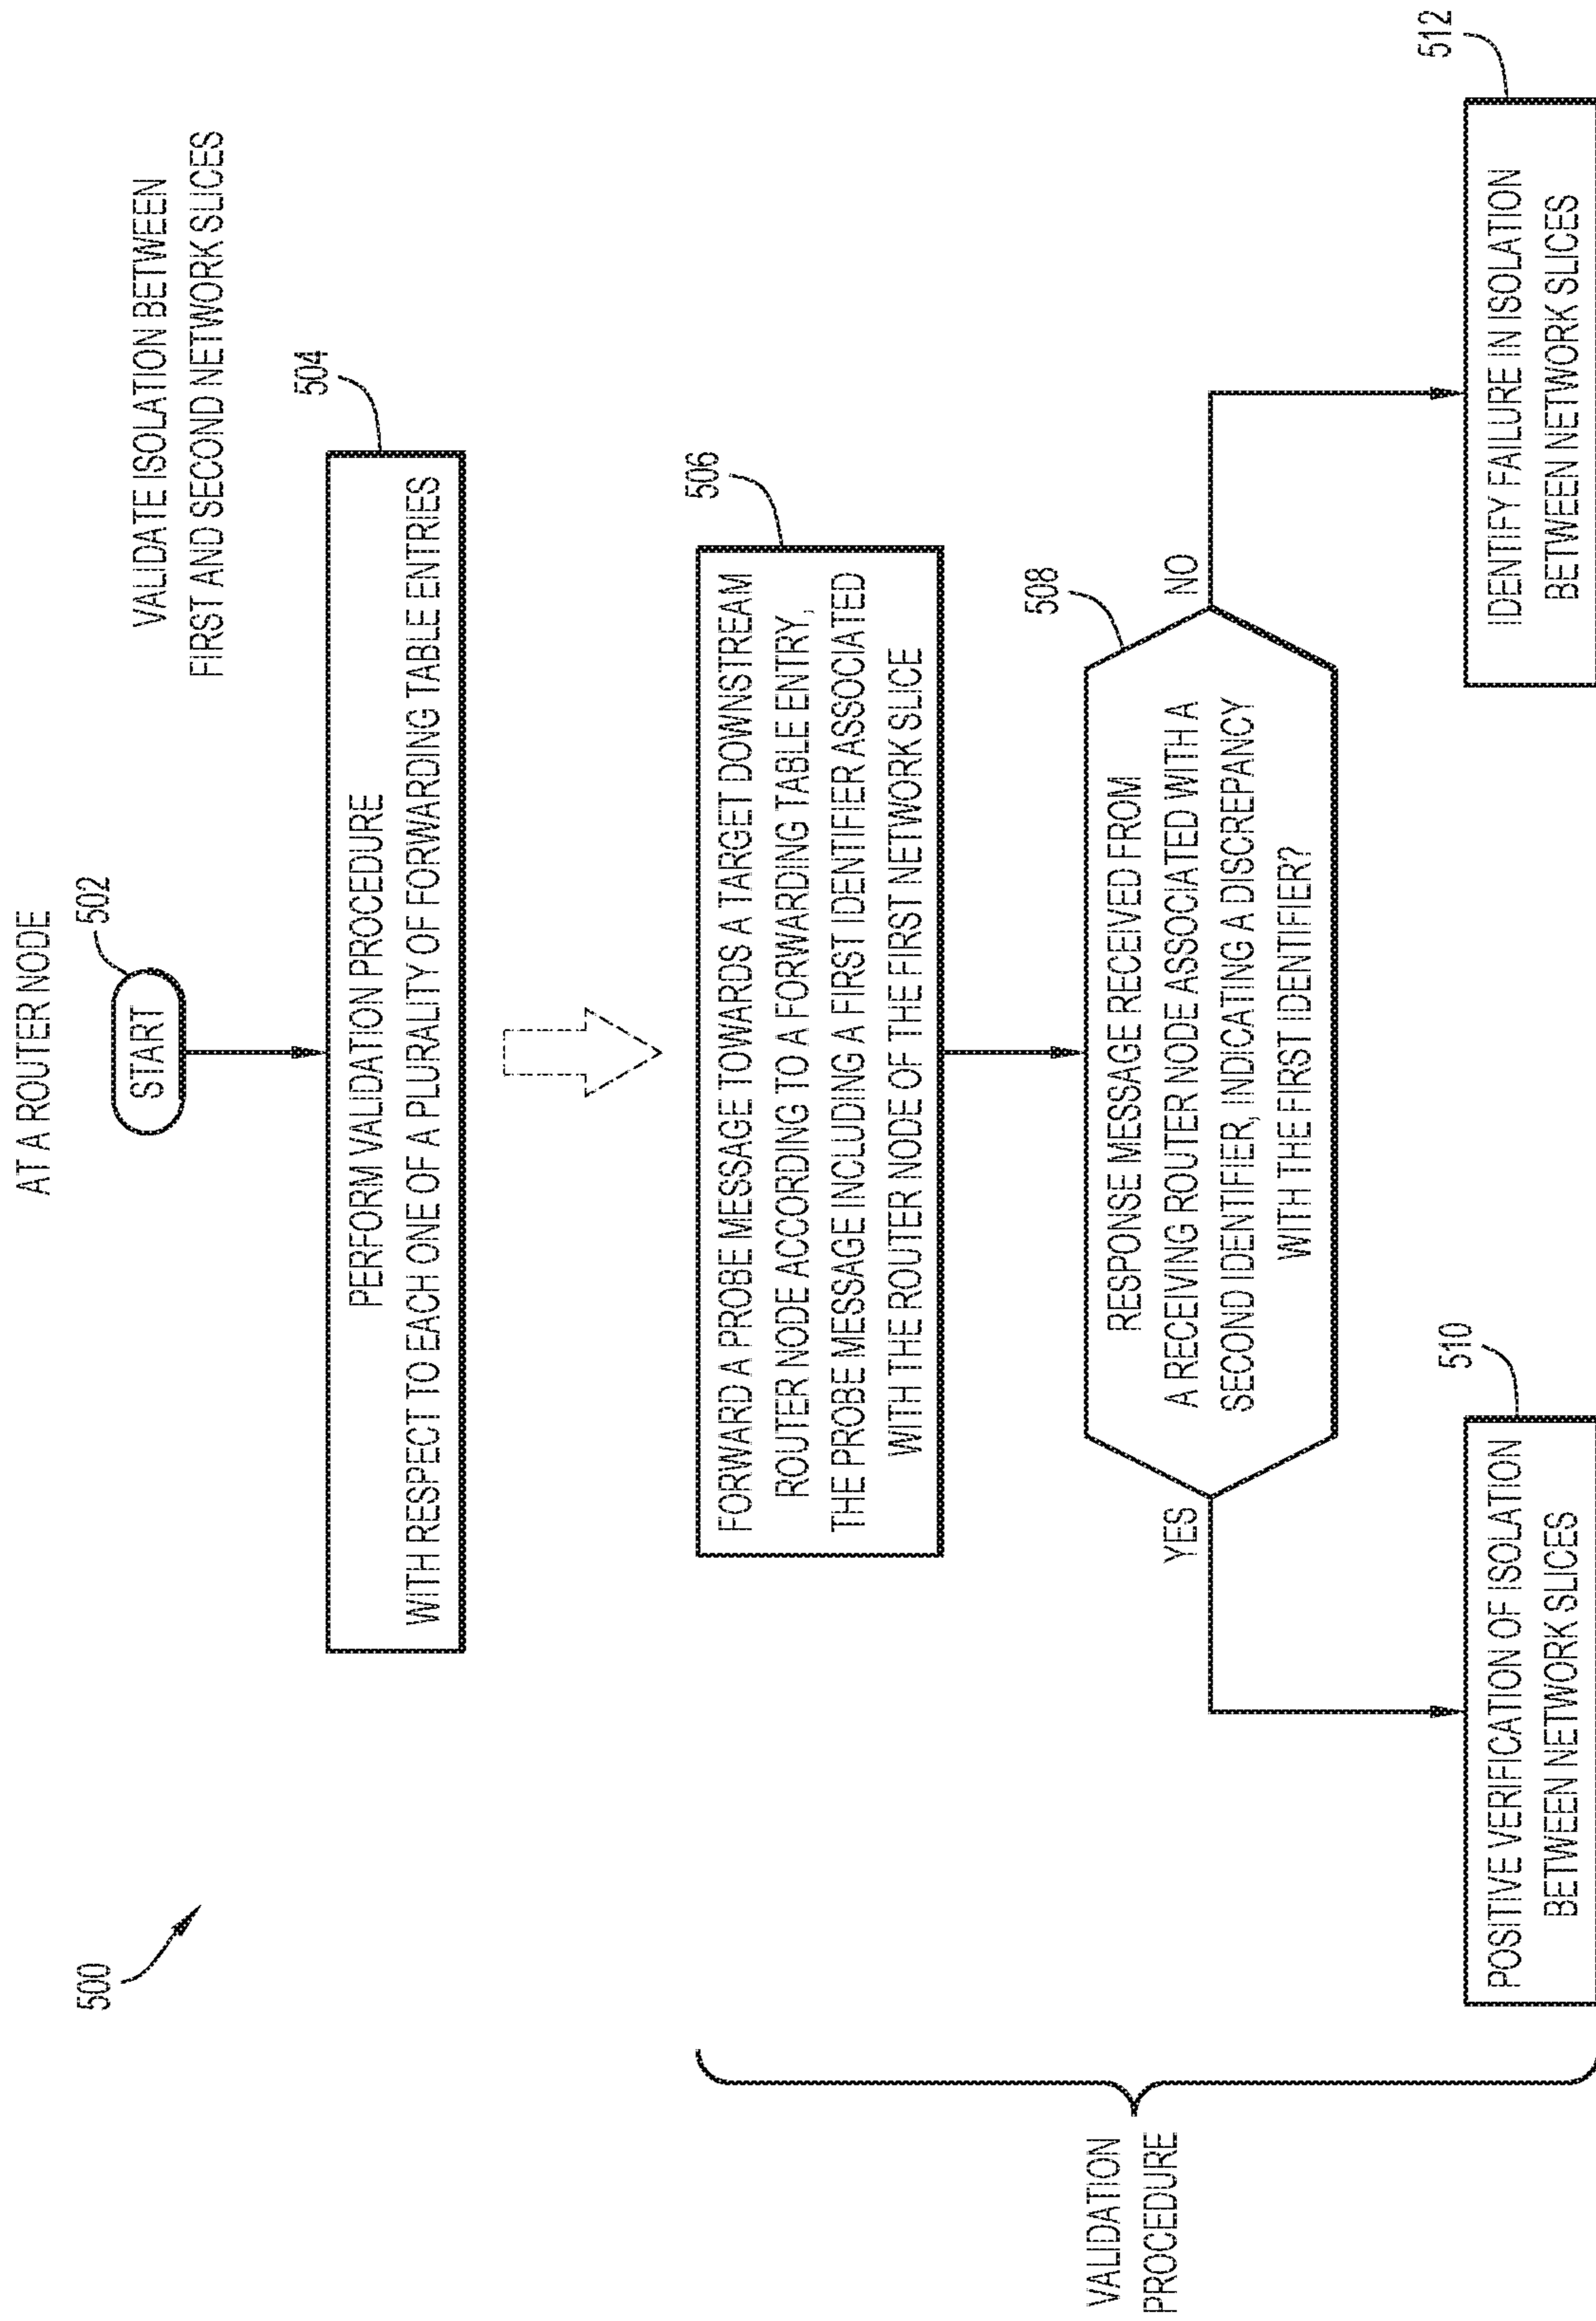 AT A ROUTER NODE
500
502
START
VALIDATE ISOLATION BETWEEN
FIRST AND SECOND NETWORK SLICES
504
PERFORM VALIDATION PROCEDURE
WITH RESPECT TO EACH ONE OF A PLURALITY OF FORWARDING TABLE ENTRIES
506
FORWARD A PROBE MESSAGE TOWARDS A TARGET DOWNSTREAM
ROUTER NODE ACCORDING TO A FORWARDING TABLE ENTRY,
THE PROBE MESSAGE INCLUDING A FIRST IDENTIFIER ASSOCIATED
WITH THE ROUTER NODE OF THE FIRST NETWORK SLICE
508
RESPONSE MESSAGE RECEIVED FROM
A RECEIVING ROUTER NODE ASSOCIATED WITH A
SECOND IDENTIFIER, INDICATING A DISCREPANCY
WITH THE FIRST IDENTIFIER?
YES
NO
VALIDATION
PROCEDURE
510
POSITIVE VERIFICATION OF ISOLATION
BETWEEN NETWORK SLICES
512
IDENTIFY FAILURE IN ISOLATION
BETWEEN NETWORK SLICES